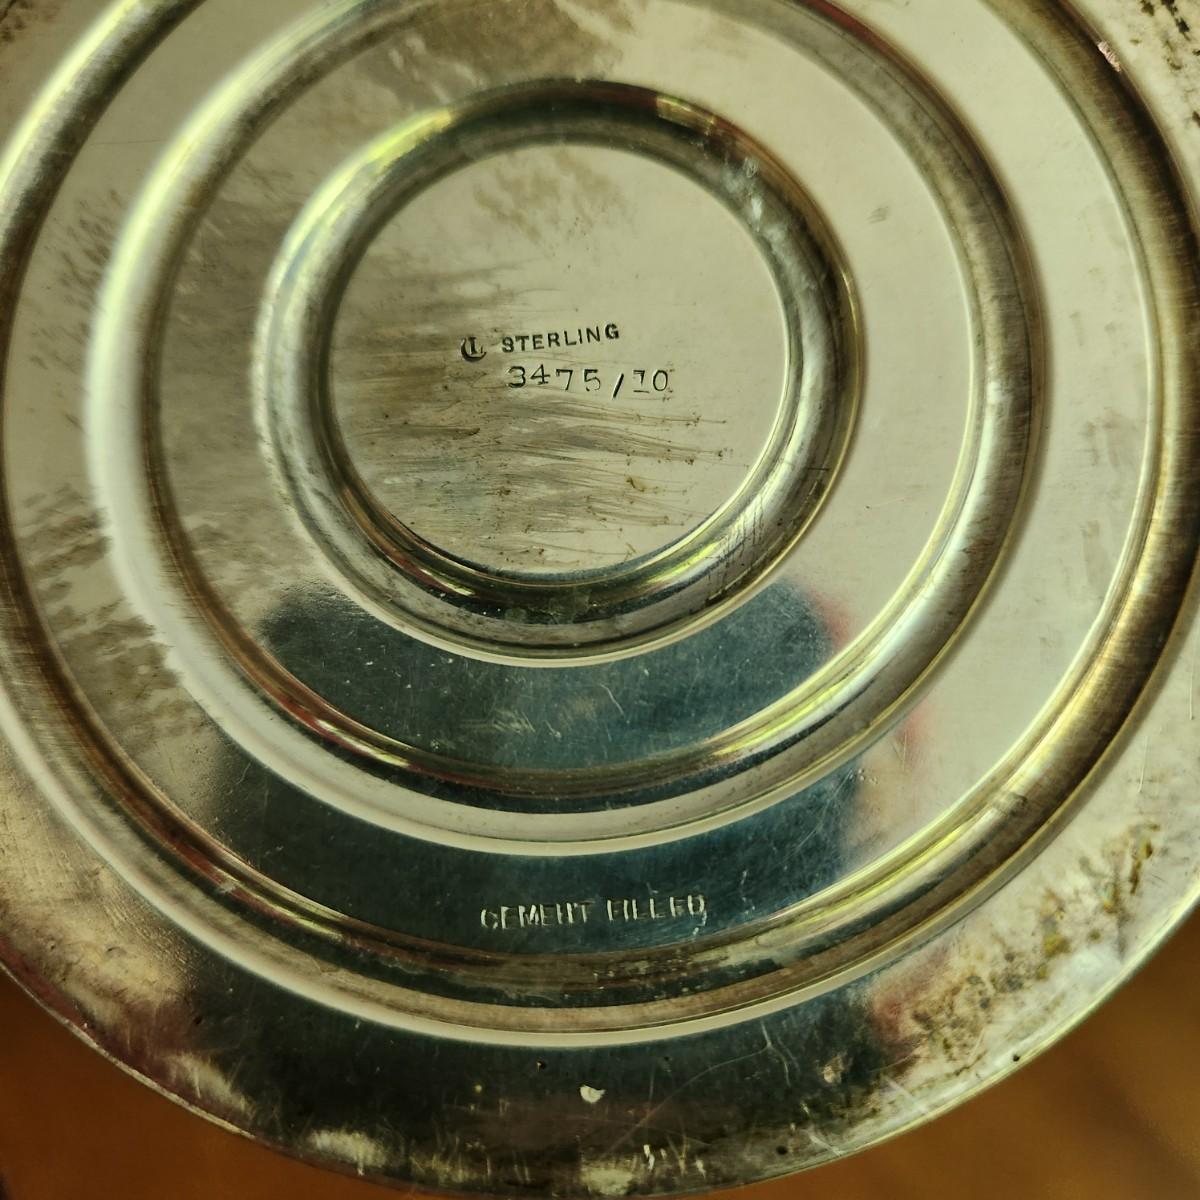 STERLING
3475/10
CEMENT FILLED